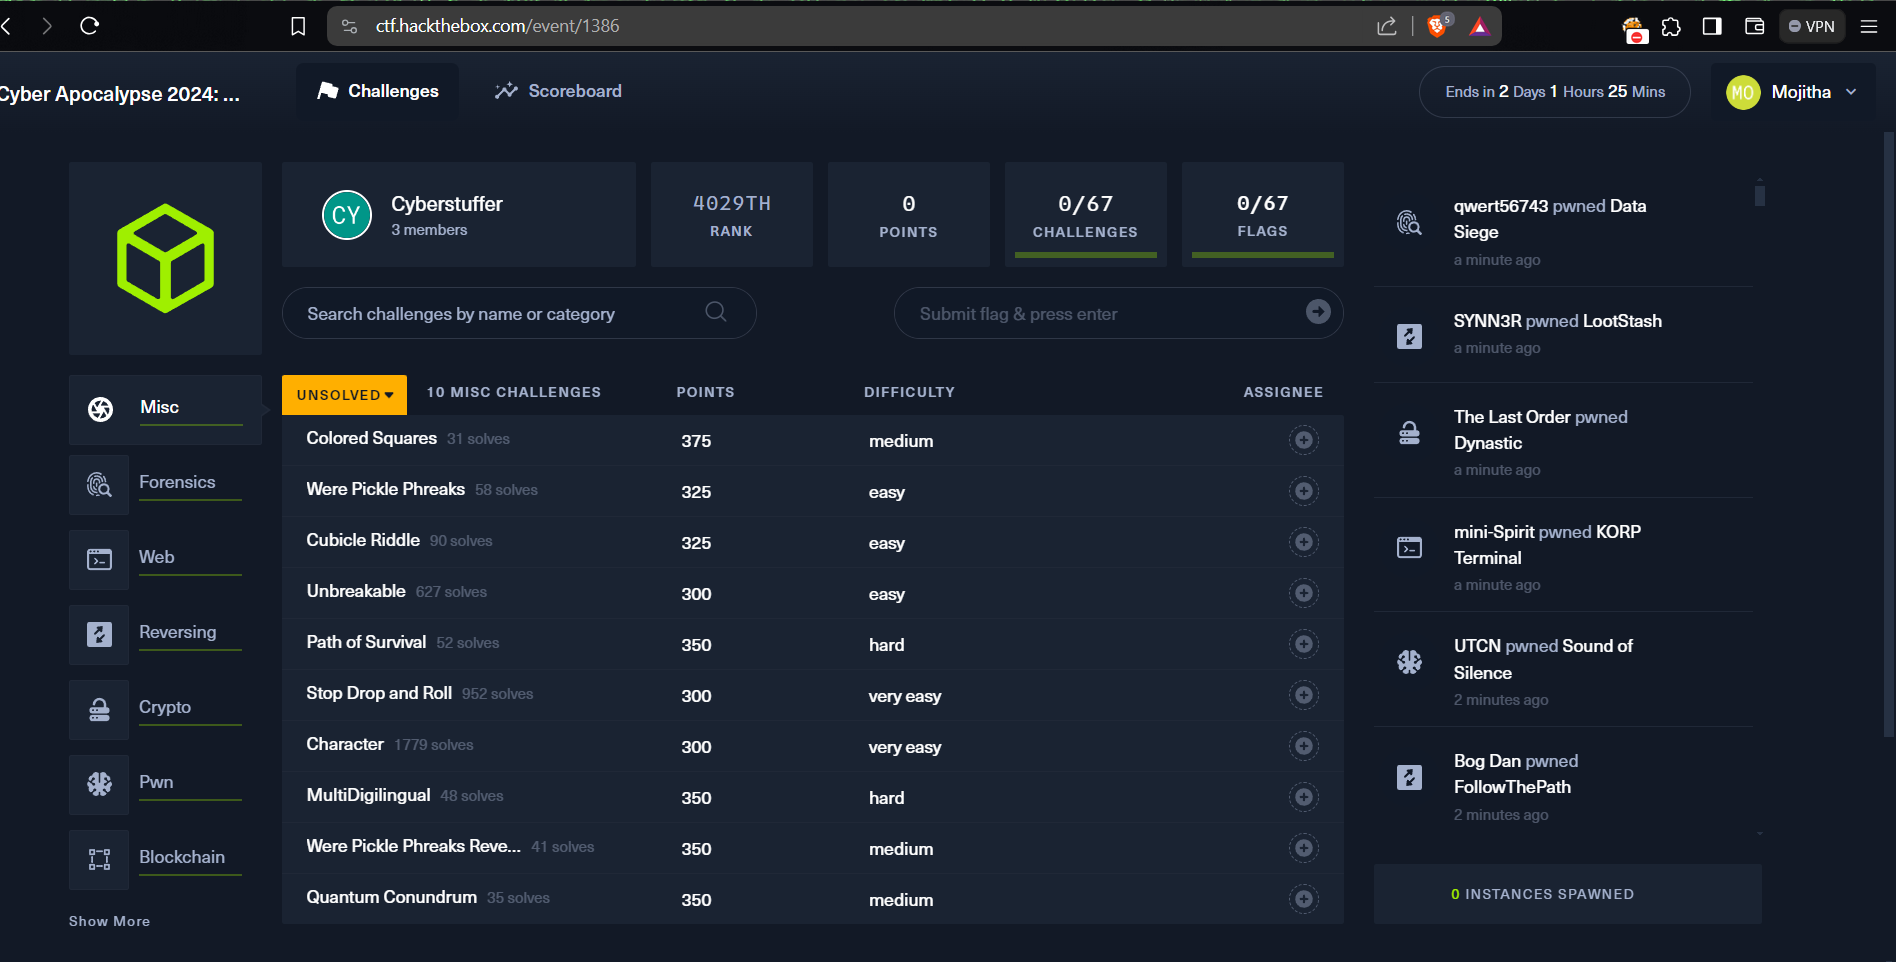 ctf.hackthebox.com/event/1386
5
VPN
Cyber Apocalypse 2024: ...
Challenges
Scoreboard
Ends in 2 Days 1 Hours 25 Mins
MO
Mojitha
CY
Cyberstuffer
3 members
4029TH
RANK
0
POINTS
0/67
CHALLENGES
0/67
FLAGS
Search challenges by name or category
Submit flag & press enter
Misc
Forensics
Web
Reversing
Crypto
Pwn
Blockchain
Show More
UNSOLVED 10 MISC CHALLENGES POINTS DIFFICULTY ASSIGNEE
Colored Squares 31 solves 375 medium
Were Pickle Phreaks 58 solves 325 easy
Cubicle Riddle 90 solves 325 easy
Unbreakable 627 solves 300 easy
Path of Survival 52 solves 350 hard
Stop Drop and Roll 952 solves 300 very easy
Character 1779 solves 300 very easy
MultiDigilingual 48 solves 350 hard
Were Pickle Phreaks Reve... 41 solves 350 medium
Quantum Conundrum 35 solves 350 medium
qwert56743 pwned Data
Siege
a minute ago
SYNN3R pwned LootStash
a minute ago
The Last Order pwned
Dynastic
a minute ago
mini-Spirit pwned KORP
Terminal
a minute ago
UTCN pwned Sound of
Silence
2 minutes ago
Bog Dan pwned
FollowThePath
2 minutes ago
0 INSTANCES SPAWNED